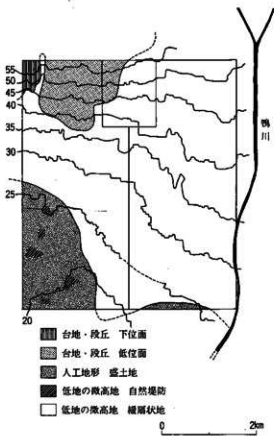 55
50
45
40
35
30
25
20
鴨川
台地・段丘 下位面
台地・段丘 低位面
人工地形 盛土地
低地の微高地 自然堤防
低地の微高地 緩扇状地
0 2km